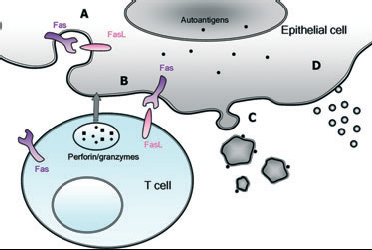 A
Autoantigens
Fas
FasL
Epithelial cell
Fas
D
B
C
FasL
Perforin/granzymes
Fas
T cell